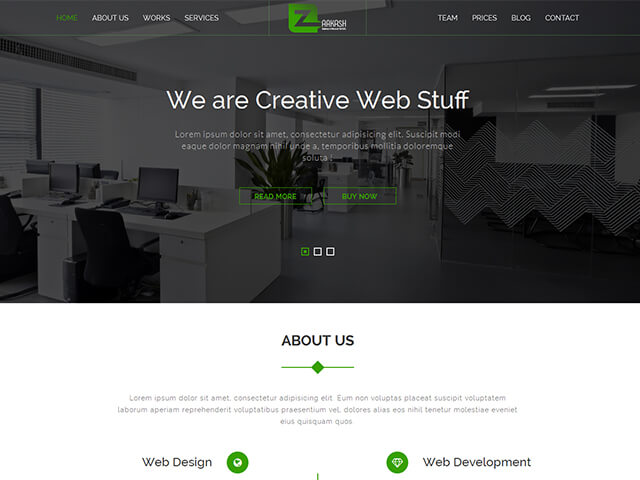 HOME ABOUT US WORKS SERVICES
Z
AARKASH
TEAM PRICES BLOG CONTACT
We are Creative Web Stuff
Lorem ipsum dolor sit amet, consectetur adipisicing elit. Suscipit modi
eaque dolor magnam nihil unde a, temporibus mollitia doloremque
soluta !
READ MORE BUY NOW
ABOUT US
Lorem ipsum dolor sit amet, consectetur adipisicing elit. Eum non voluptas placeat suscipit voluptatem
laborum aperiam reprehenderit voluptatibus praesentium vel, dolores alias eos nihil tenetur molestiae eveniet
quis quisquam quos.
Web Design
Web Development